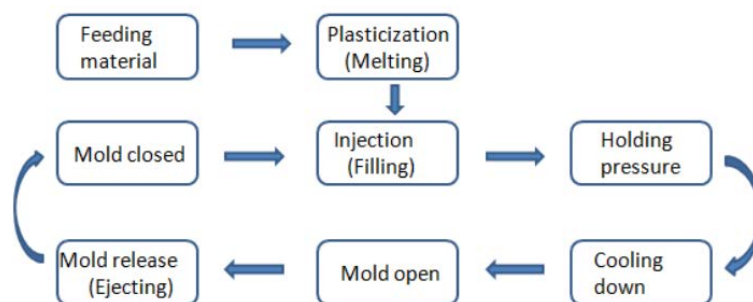 Feeding
material
Plasticization
(Melting)
Mold closed
Injection
(Filling)
Holding
pressure
Mold release
(Ejecting)
Mold open
Cooling
down